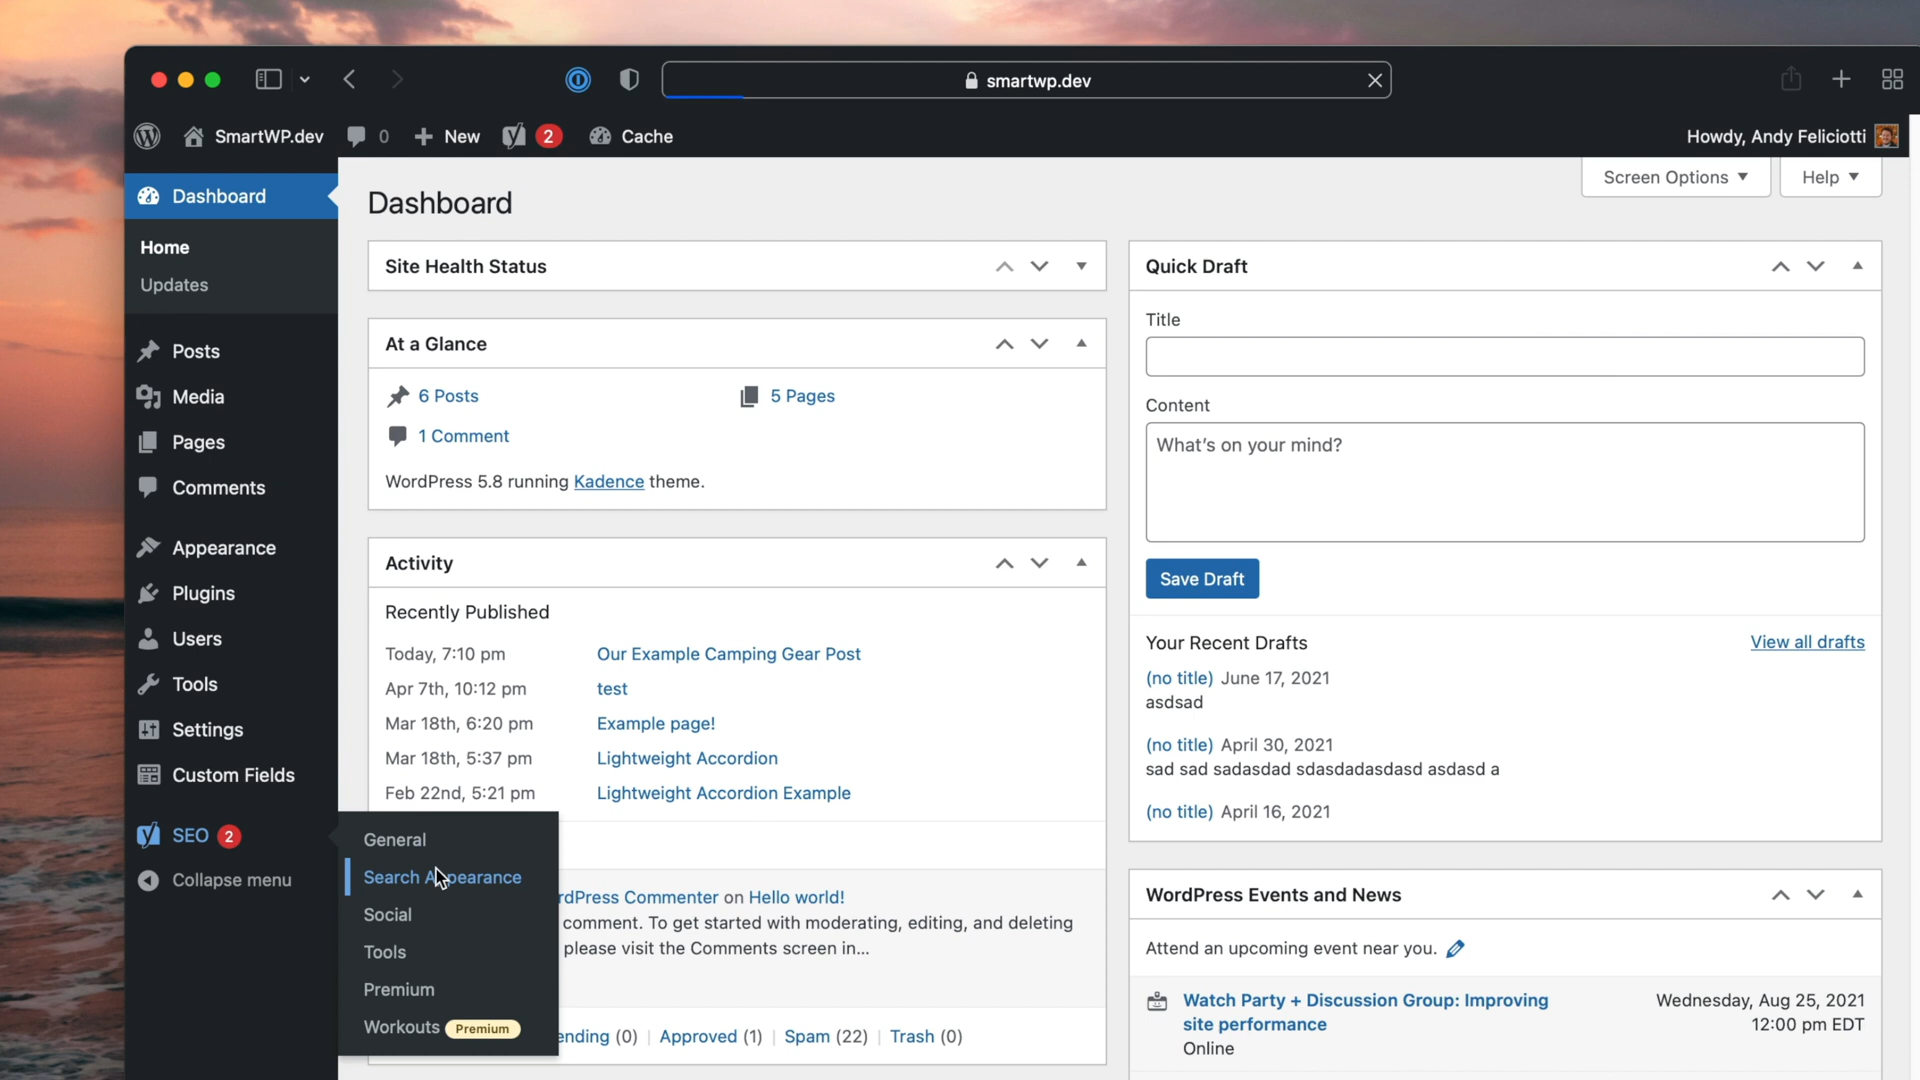 smartwp.dev
SmartWP.dev
0
New
2
Cache
Howdy, Andy Feliciotti
Dashboard
Home
Updates
Posts
Media
Pages
Comments
Appearance
Plugins
Users
Tools
Settings
Custom Fields
SEO 2
Collapse menu
General
Search Appearance
Social
Tools
Premium
Workouts Premium
Screen Options
Help
Dashboard
Site Health Status
At a Glance
6 Posts
5 Pages
1 Comment
WordPress 5.8 running Kadence theme.
Activity
Recently Published
Today, 7:10 pm Our Example Camping Gear Post
Apr 7th, 10:12 pm test
Mar 18th, 6:20 pm Example page!
Mar 18th, 5:37 pm Lightweight Accordion
Feb 22nd, 5:21 pm Lightweight Accordion Example
rdPress Commenter on Hello world!
comment. To get started with moderating, editing, and deleting
please visit the Comments screen in...
ending (0) | Approved (1) | Spam (22) | Trash (0)
Quick Draft
Title
Content
What's on your mind?
Save Draft
Your Recent Drafts
View all drafts
(no title) June 17, 2021
asdsad
(no title) April 30, 2021
sad sad sadasdad sdasdadasdasd asdasd a
(no title) April 16, 2021
WordPress Events and News
Attend an upcoming event near you.
Watch Party + Discussion Group: Improving
site performance
Online
Wednesday, Aug 25, 2021
12:00 pm EDT